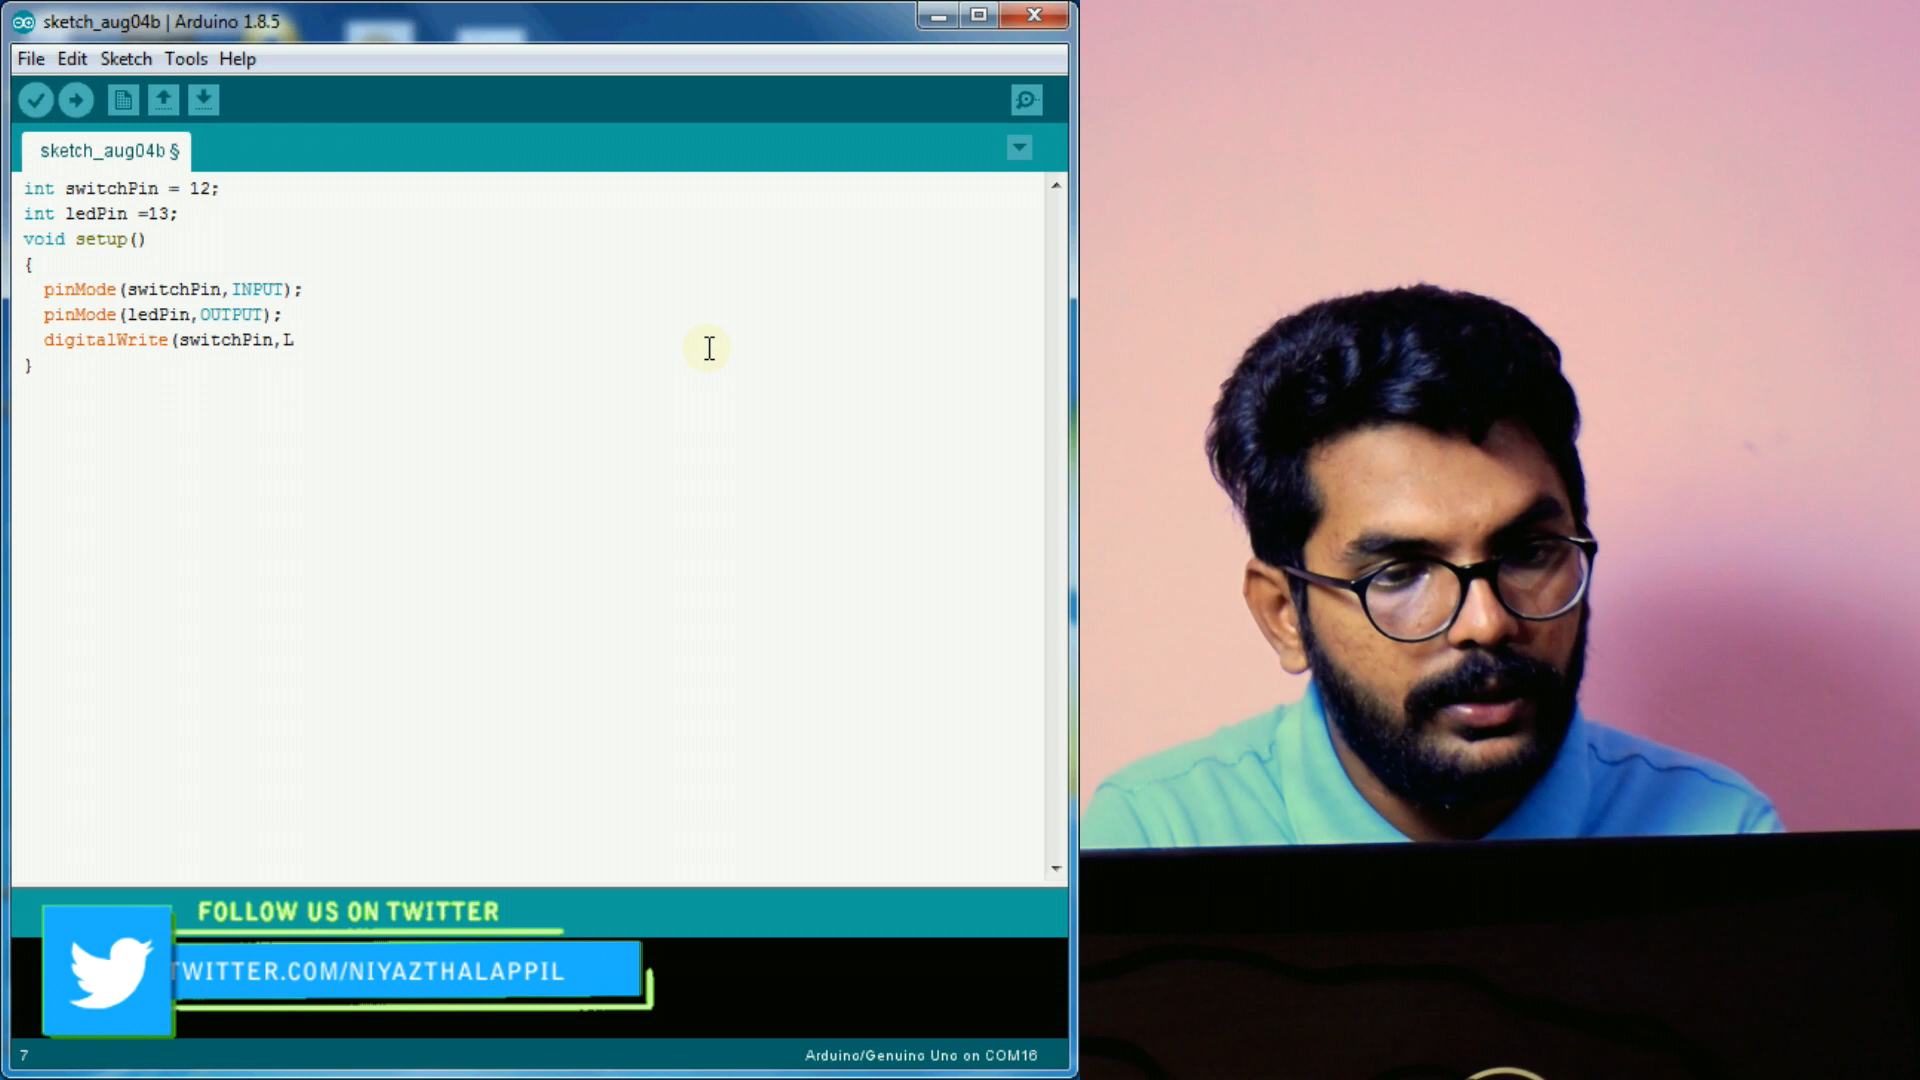 sketch_aug04b | Arduino 1.8.5
File Edit Sketch Tools Help
sketch_aug04b §
int switchPin = 12;
int ledPin =13;
void setup()
{
pinMode(switchPin,INPUT);
pinMode(ledPin,OUTPUT);
digitalWrite(switchPin,L
}
FOLLOW US ON TWITTER
TWITTER.COM/NIYAZTHALAPPIL
7
Arduino/Genuino Uno on COM16